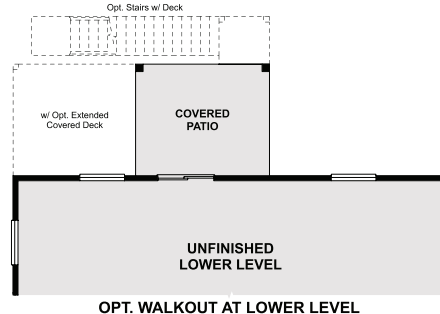 Opt. Stairs w/ Deck
w/ Opt. Extended
Covered Deck
COVERED
PATIO
UNFINISHED
LOWER LEVEL
OPT. WALKOUT AT LOWER LEVEL